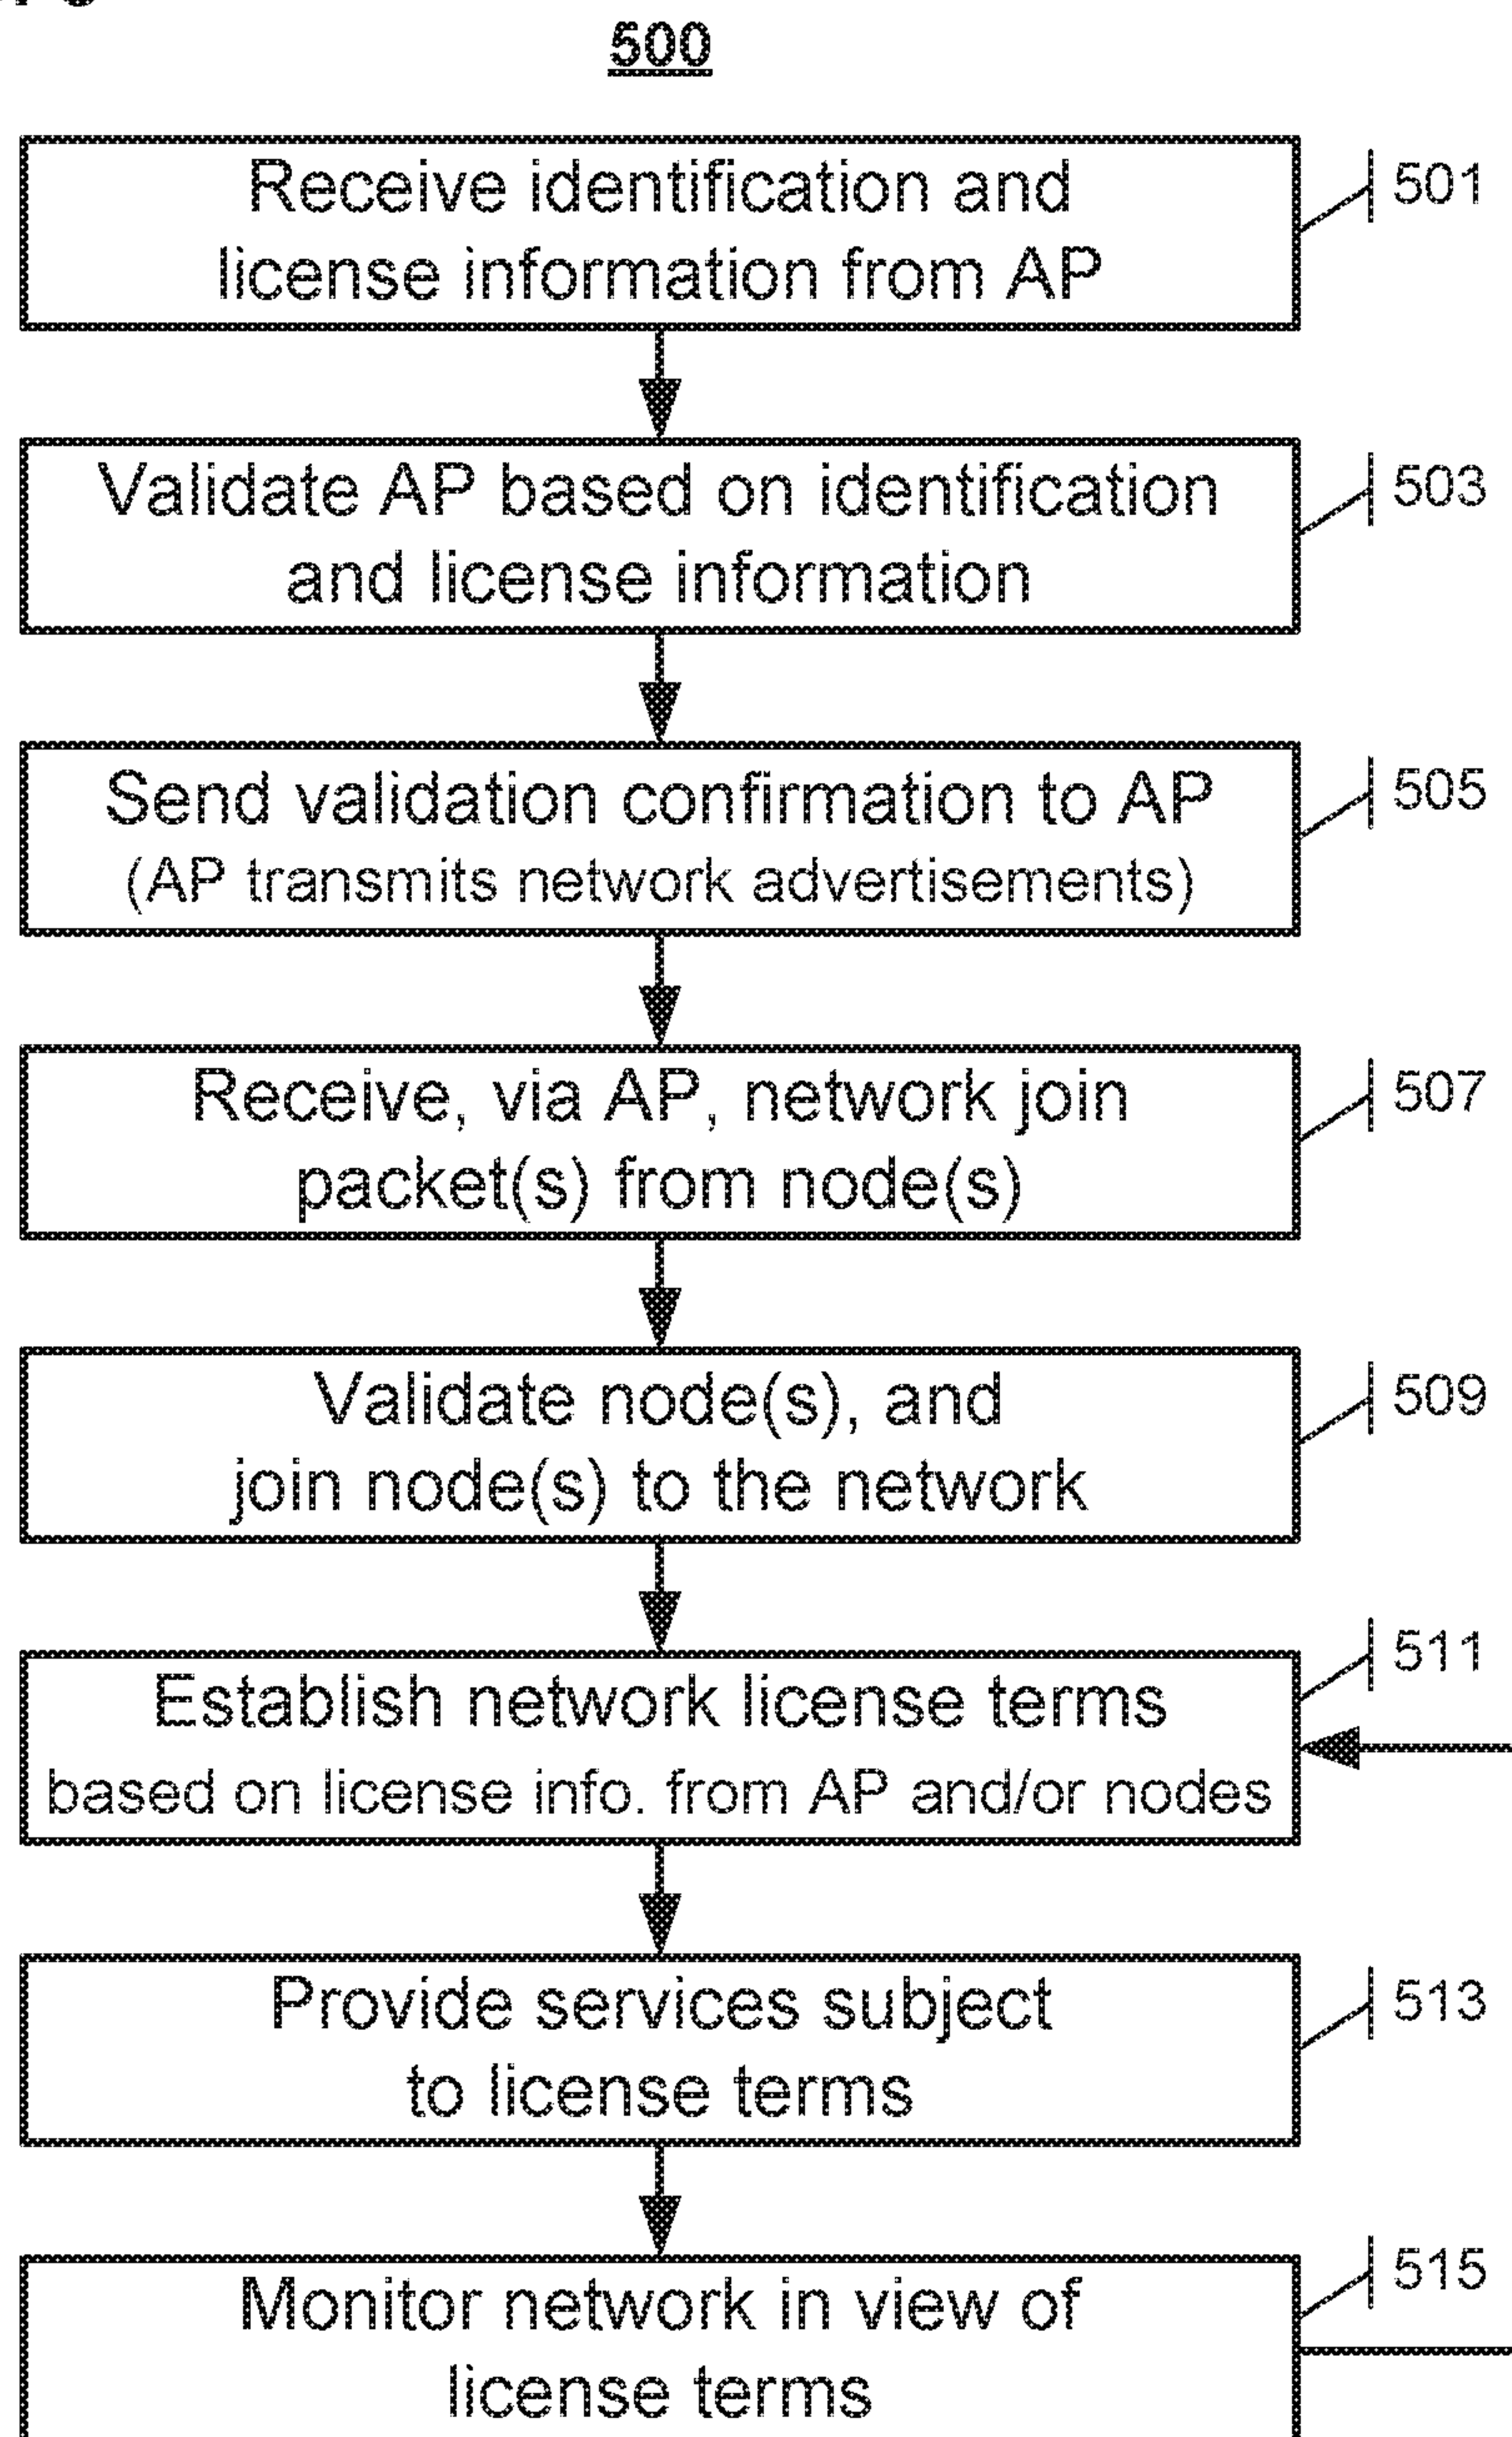 500
Receive identification and
license information from AP
501
Validate AP based on identification
and license information
503
Send validation confirmation to AP
(AP transmits network advertisements)
505
Receive, via AP, network join
packet(s) from node(s)
507
Validate node(s), and
join node(s) to the network
509
Establish network license terms
based on license info. from AP and/or nodes
511
Provide services subject
to license terms
513
Monitor network in view of
license terms
515